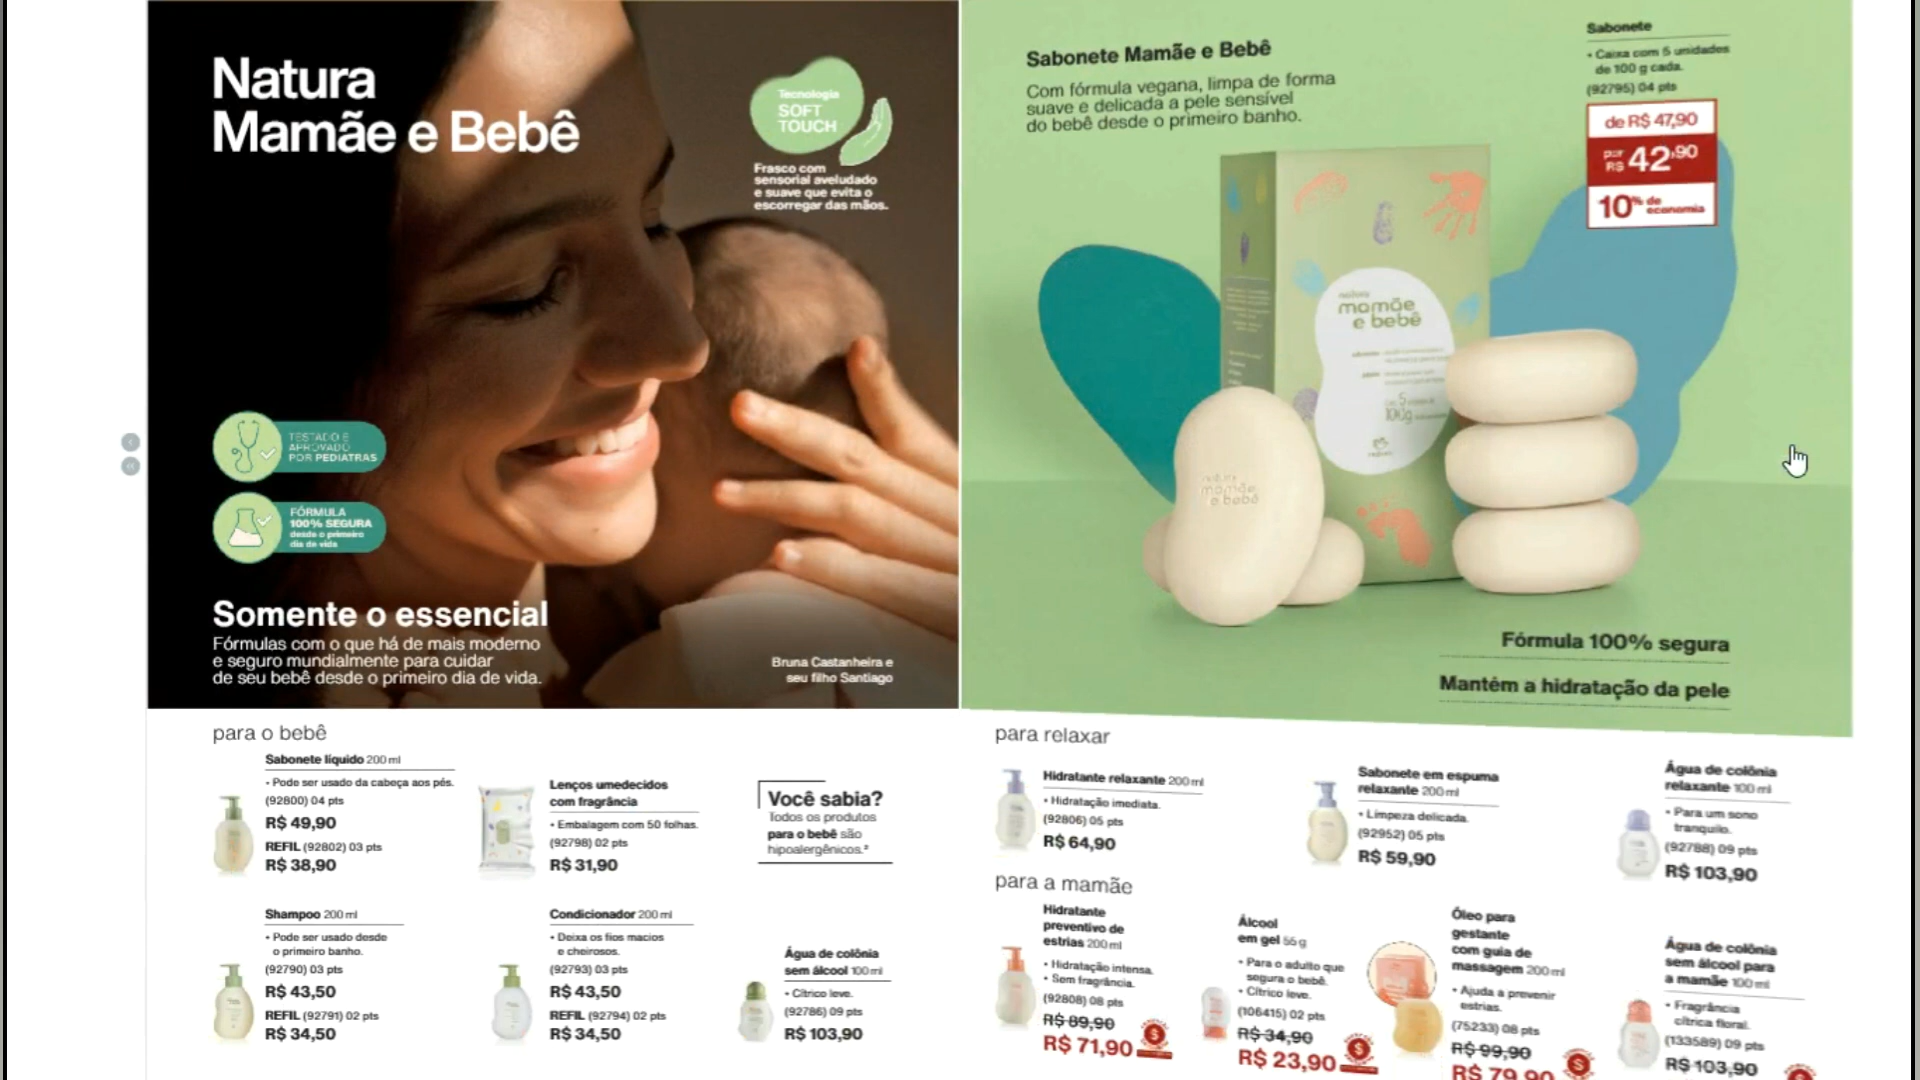 Natura
Mamãe e Bebê
Tecnologia
SOFT
TOUCH
Frasco com
sensorial aveludado
e suave que evita o
escorregar das mãos.
TESTADO E
APROVADO
POR PEDIATRAS
FÓRMULA
100% SEGURA
desde o primeiro
dia de vida
Somente o essencial
Fórmulas com o que há de mais moderno
e seguro mundialmente para cuidar
de seu bebê desde o primeiro dia de vida.
Bruna Castanheira e
seu filho Santiago
para o bebê
Sabonete líquido 200 ml
• Pode ser usado da cabeça aos pés.
(92800) 04 pts
R$ 49,90
REFIL (92802) 03 pts
R$ 38,90
Lenços umedecidos
com fragrância
• Embalagem com 50 folhas.
(92798) 02 pts
R$ 31,90
Você sabia?
Todos os produtos
para o bebê são
hipoalergênicos.²
Shampoo 200 ml
• Pode ser usado desde
o primeiro banho.
(92790) 03 pts
R$ 43,50
REFIL (92791) 02 pts
R$ 34,50
Condicionador 200 ml
• Deixa os fios macios
e cheirosos.
(92793) 03 pts
R$ 43,50
REFIL (92794) 02 pts
R$ 34,50
Água de colônia
sem álcool 100 ml
• Cítrico leve.
(92786) 09 pts
R$ 103,90
Sabonete Mamãe e Bebê
Com fórmula vegana, limpa de forma
suave e delicada a pele sensível
do bebê desde o primeiro banho.
Sabonete
• Caixa com 5 unidades
de 100 g cada.
(92795) 04 pts
de R$ 47,90
por R$ 42,90
10% de economia
natura
mamãe
e bebê
5
100g
natura
natura
mamãe
e bebê
Fórmula 100% segura
Mantém a hidratação da pele
para relaxar
Hidratante relaxante 200 ml
• Hidratação imediata.
(92806) 05 pts
R$ 64,90
Sabonete em espuma
relaxante 200 ml
• Limpeza delicada.
(92952) 05 pts
R$ 59,90
Água de colônia
relaxante 100 ml
• Para um sono
tranquilo.
(92788) 09 pts
R$ 103,90
para a mamãe
Hidratante
preventivo de
estrias 200 ml
• Hidratação intensa.
• Sem fragrância.
(92808) 08 pts
R$ 89,90
R$ 71,90
Álcool
em gel 55 g
• Para o adulto que
segura o bebê.
• Cítrico leve.
(106415) 02 pts
R$ 34,90
R$ 23,90
Óleo para
gestante
com guia de
massagem 200 ml
• Ajuda a prevenir
estrias.
(75233) 08 pts
R$ 99,90
R$ 79,90
Água de colônia
sem álcool para
a mamãe 100 ml
• Fragrância
cítrica floral.
(133589) 09 pts
R$ 103,90